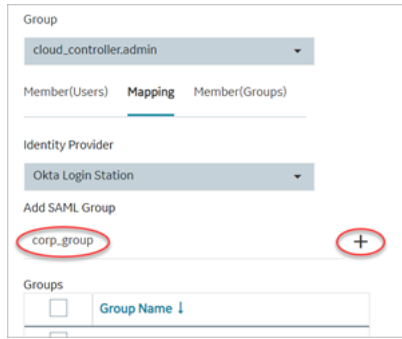 Group
cloud_controller.admin
Member(Users) Mapping Member(Groups)
Identity Provider
Okta Login Station
Add SAML Group
corp_group +
Groups
Group Name ↓